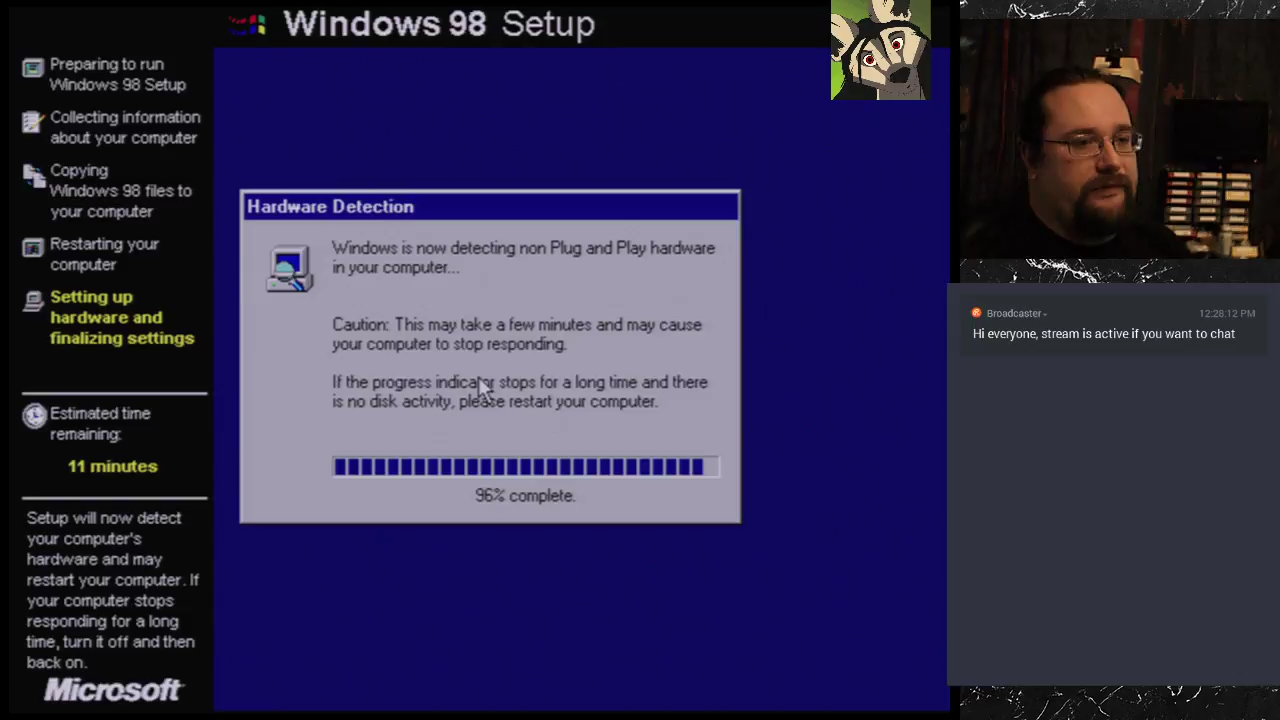 Windows 98 Setup
Preparing to run
Windows 98 Setup
Collecting information
about your computer
Copying
Windows 98 files to
your computer
Restarting your
computer
Setting up
hardware and
finalizing settings
Estimated time
remaining:
11 minutes
Setup will now detect
your computer's
hardware and may
restart your computer. If
your computer stops
responding for a long
time, turn it off and then
back on.
Microsoft
Hardware Detection
Windows is now detecting non Plug and Play hardware
in your computer...
Caution: This may take a few minutes and may cause
your computer to stop responding.
If the progress indicator stops for a long time and there
is no disk activity, please restart your computer.
96% complete.
Broadcaster
12:28:12 PM
Hi everyone, stream is active if you want to chat